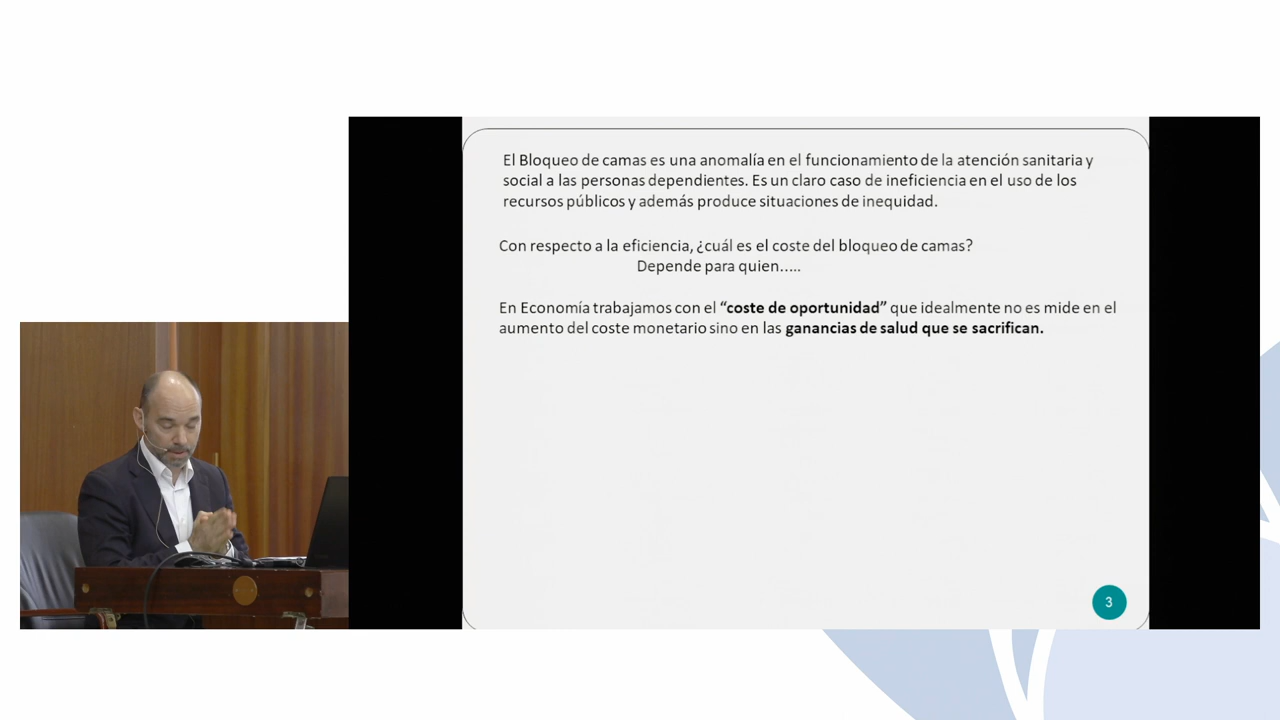 El Bloqueo de camas es una anomalía en el funcionamiento de la atención sanitaria y
social a las personas dependientes. Es un claro caso de ineficiencia en el uso de los
recursos públicos y además produce situaciones de inequidad.
Con respecto a la eficiencia, ¿cuál es el coste del bloqueo de camas?
Depende para quien.....
En Economía trabajamos con el “coste de oportunidad” que idealmente no es mide en el
aumento del coste monetario sino en las ganancias de salud que se sacrifican.
3